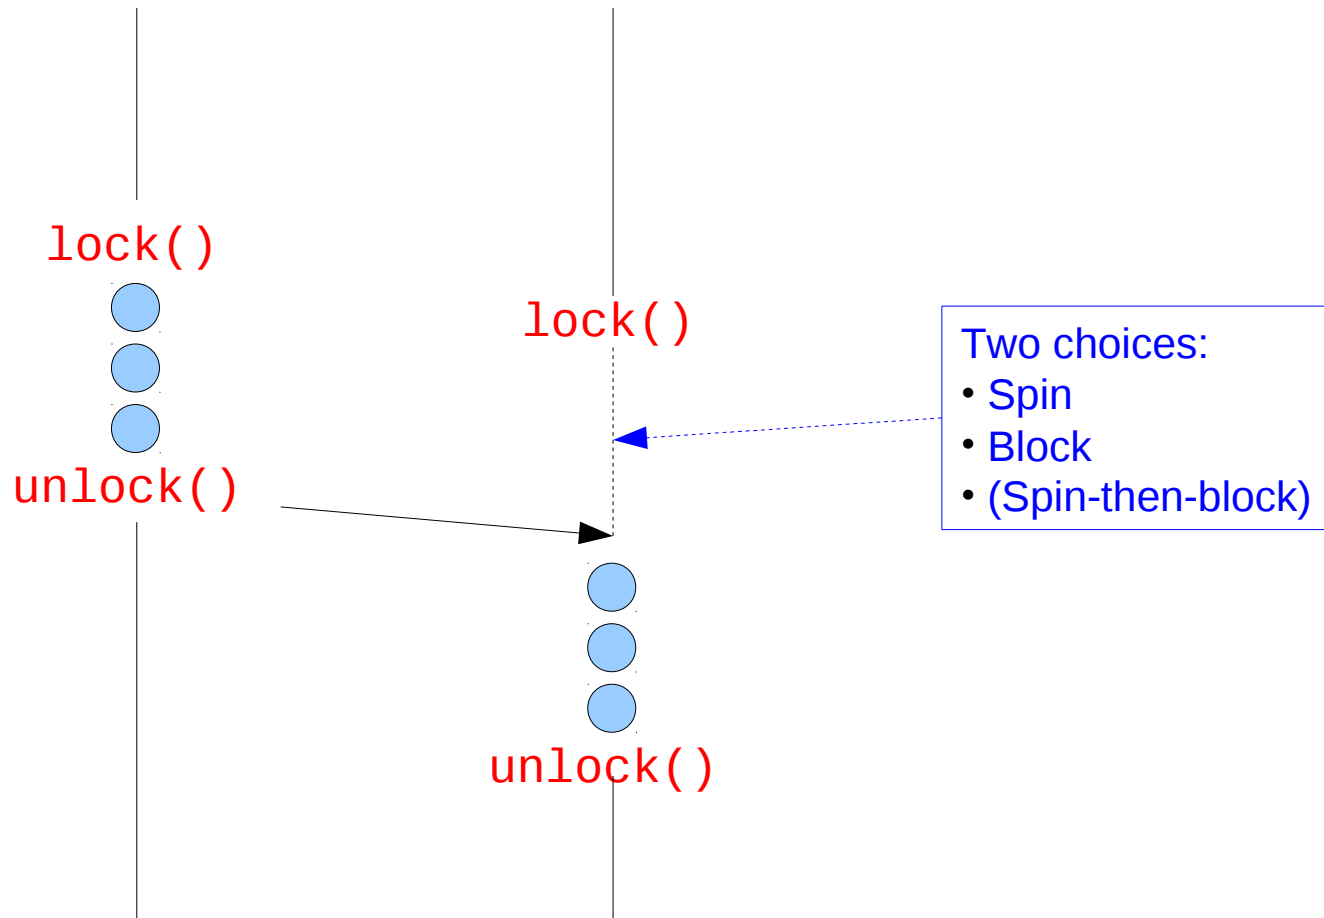 lock()
unlock()
lock()
unlock()
Two choices:
• Spin
• Block
• (Spin-then-block)